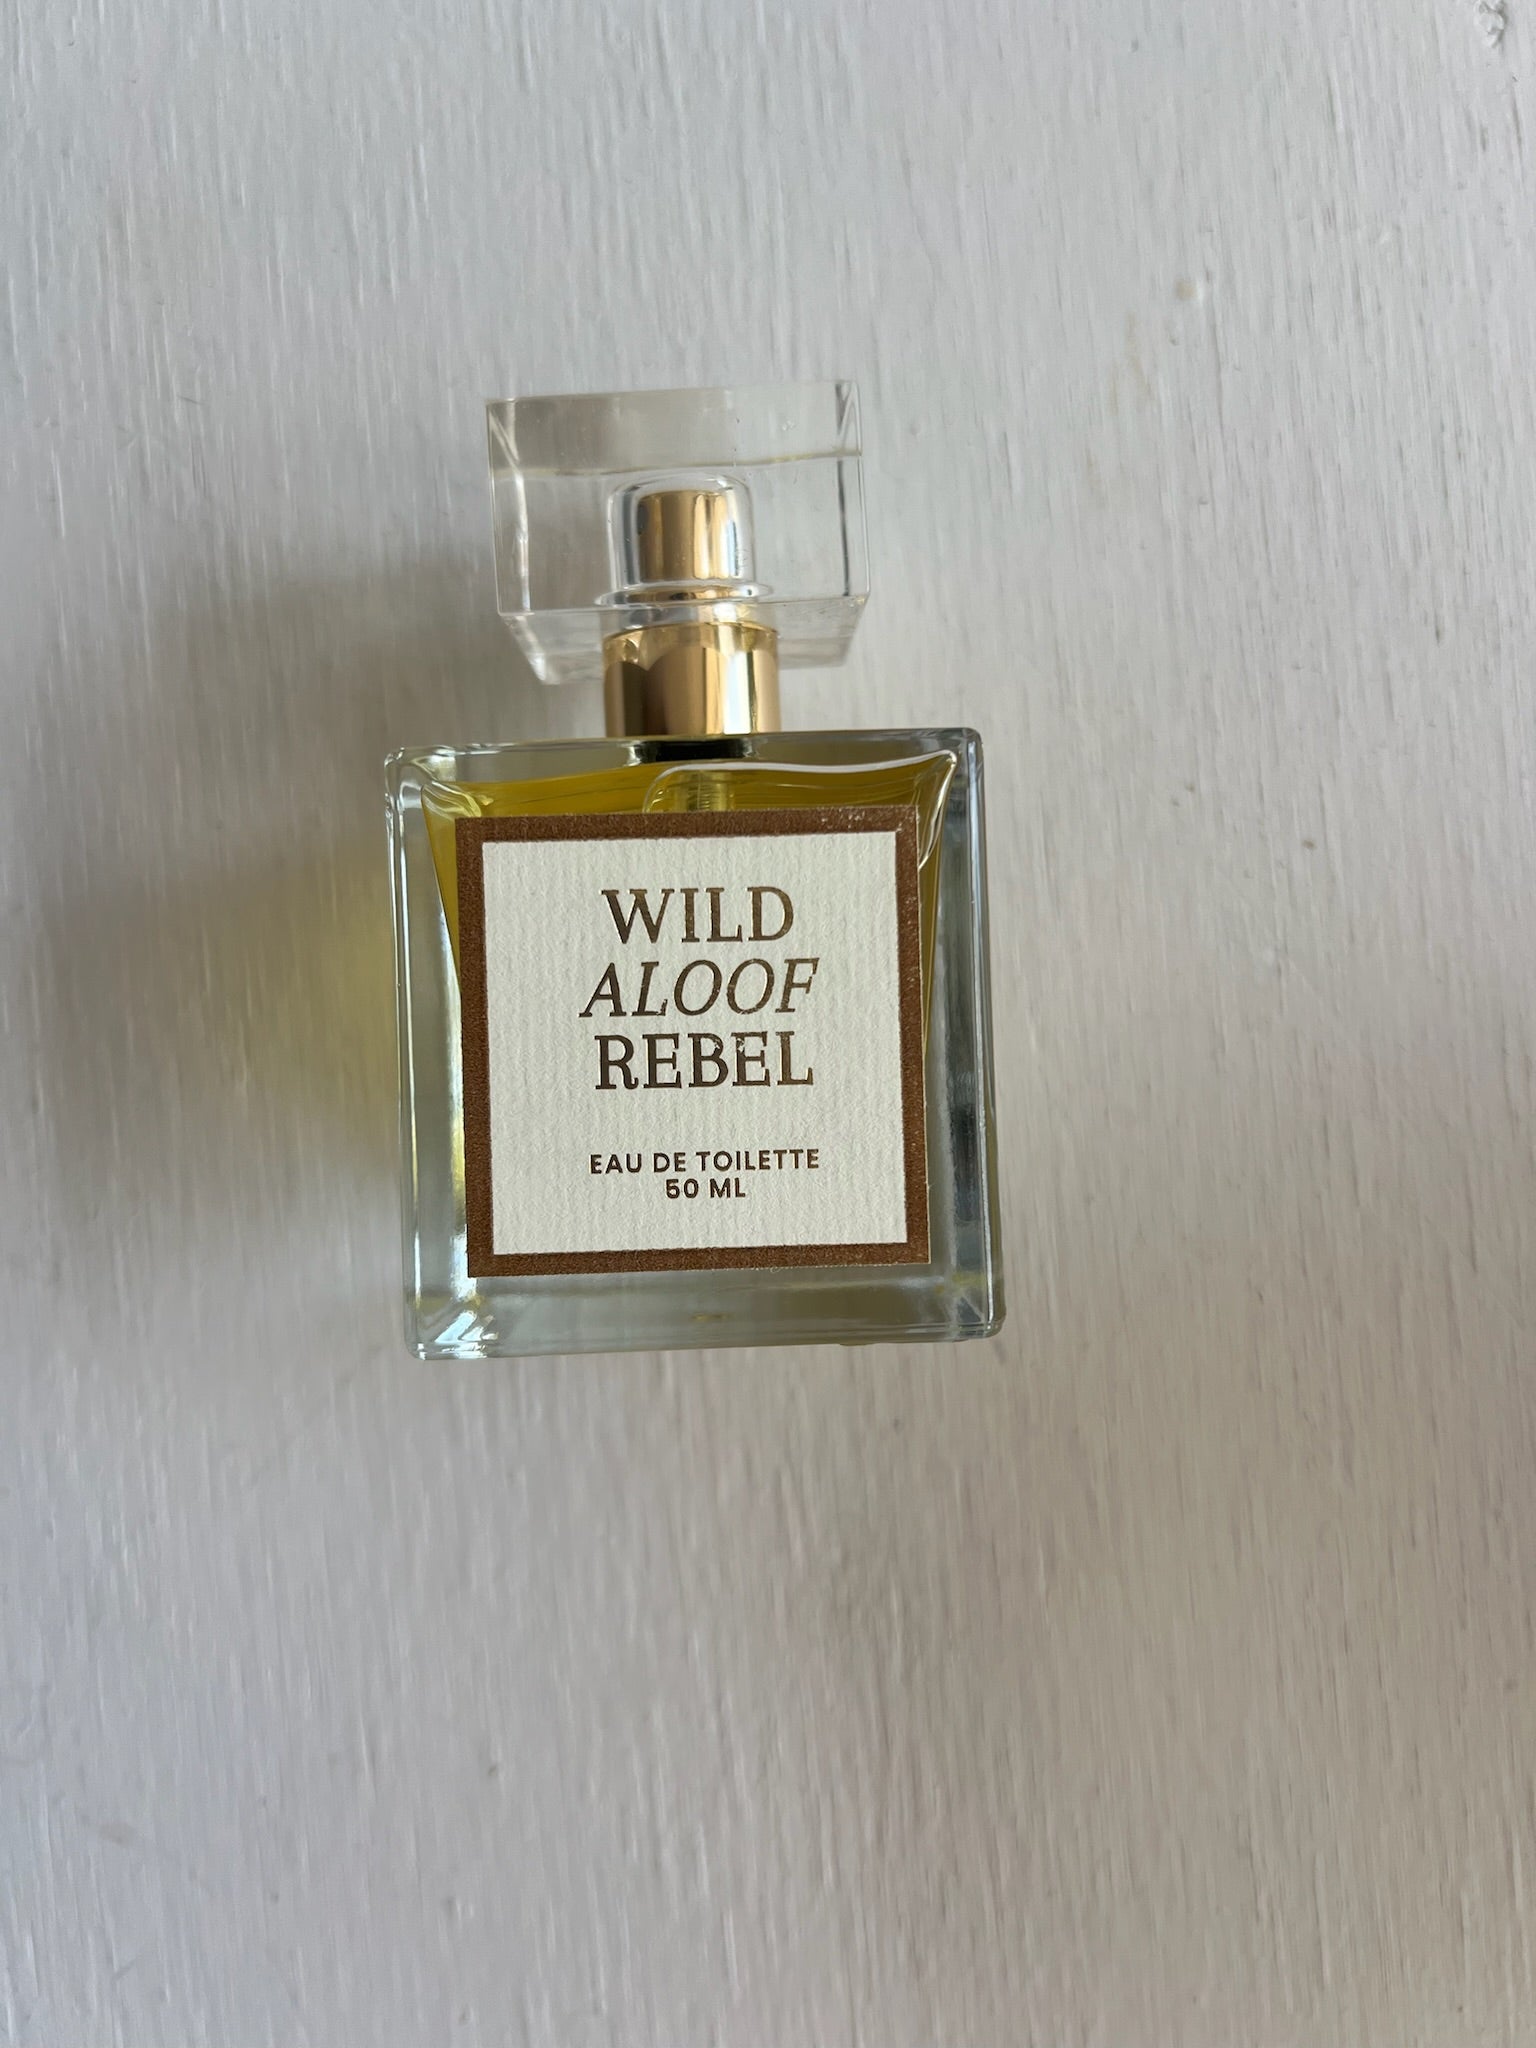 WILD
ALOOF
REBEL
EAU DE TOILETTE
50 ML